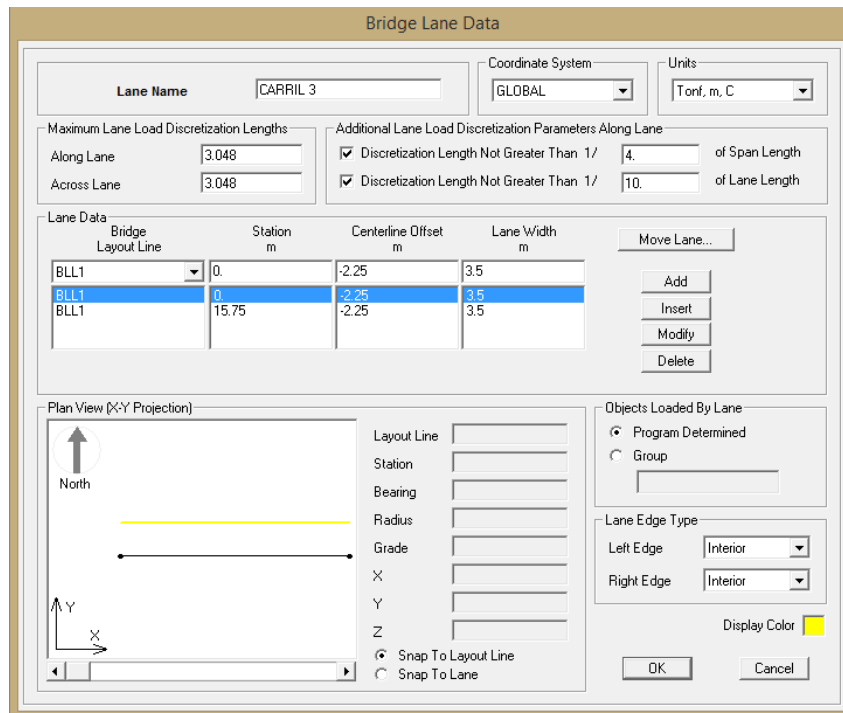 Bridge Lane Data
Lane Name CARRIL 3
Coordinate System
GLOBAL
Units
Tonf, m, C
Maximum Lane Load Discretization Lengths
Along Lane 3.048
Across Lane 3.048
Additional Lane Load Discretization Parameters Along Lane
Discretization Length Not Greater Than 1/ 4. of Span Length
Discretization Length Not Greater Than 1/ 10. of Lane Length
Lane Data
Bridge Layout Line
Station m
Centerline Offset m
Lane Width m
BLL1 0. -2.25 3.5
BLL1 0. -2.25 3.5
BLL1 15.75 -2.25 3.5
Move Lane...
Add
Insert
Modify
Delete
Plan View (X-Y Projection)
North
Y
X
Layout Line
Station
Bearing
Radius
Grade
X
Y
Z
Snap To Layout Line
Snap To Lane
Objects Loaded By Lane
Program Determined
Group
Lane Edge Type
Left Edge Interior
Right Edge Interior
Display Color
OK
Cancel